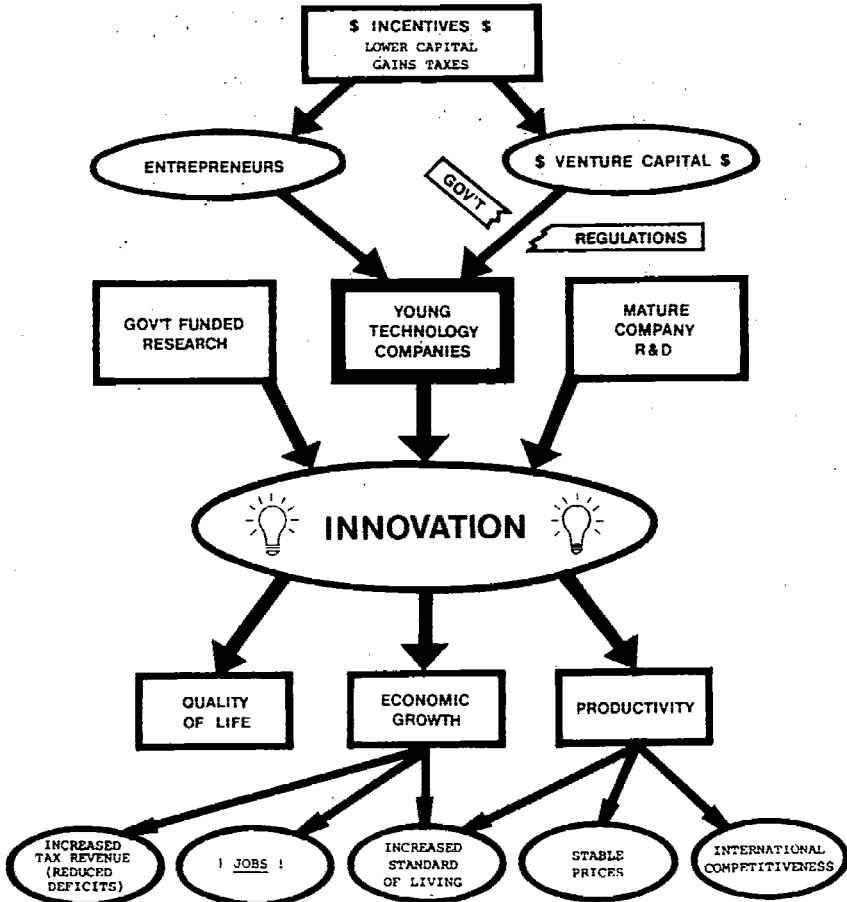 $ INCENTIVES $
LOWER CAPITAL
GAINS TAXES
ENTREPRENEURS
$ VENTURE CAPITAL $
GOV'T
REGULATIONS
GOV'T FUNDED
RESEARCH
YOUNG
TECHNOLOGY
COMPANIES
MATURE
COMPANY
R&D
INNOVATION
QUALITY
OF LIFE
ECONOMIC
GROWTH
PRODUCTIVITY
INCREASED
TAX REVENUE
(REDUCED
DEFICITS)
! JOBS !
INCREASED
STANDARD
OF LIVING
STABLE
PRICES
INTERNATIONAL
COMPETITIVENESS